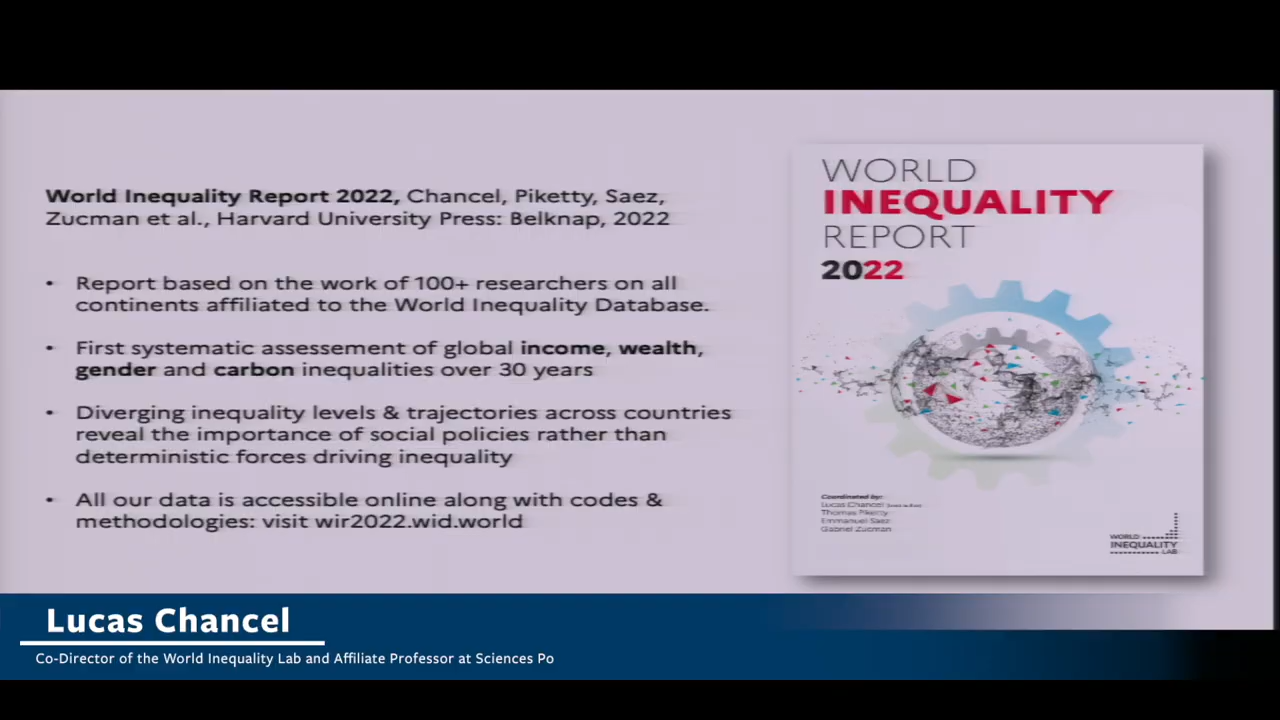 World Inequality Report 2022, Chancel, Piketty, Saez,
Zucman et al., Harvard University Press: Belknap, 2022
• Report based on the work of 100+ researchers on all
continents affiliated to the World Inequality Database.
• First systematic assessment of global income, wealth,
gender and carbon inequalities over 30 years
• Diverging inequality levels & trajectories across countries
reveal the importance of social policies rather than
deterministic forces driving inequality
• All our data is accessible online along with codes &
methodologies: visit wir2022.wid.world
WORLD
INEQUALITY
REPORT
2022
Coordinated by:
Lucas Chancel
Thomas Piketty
Emmanuel Saez
Gabriel Zucman
WORLD
INEQUALITY
LAB
Lucas Chancel
Co-Director of the World Inequality Lab and Affiliate Professor at Sciences Po